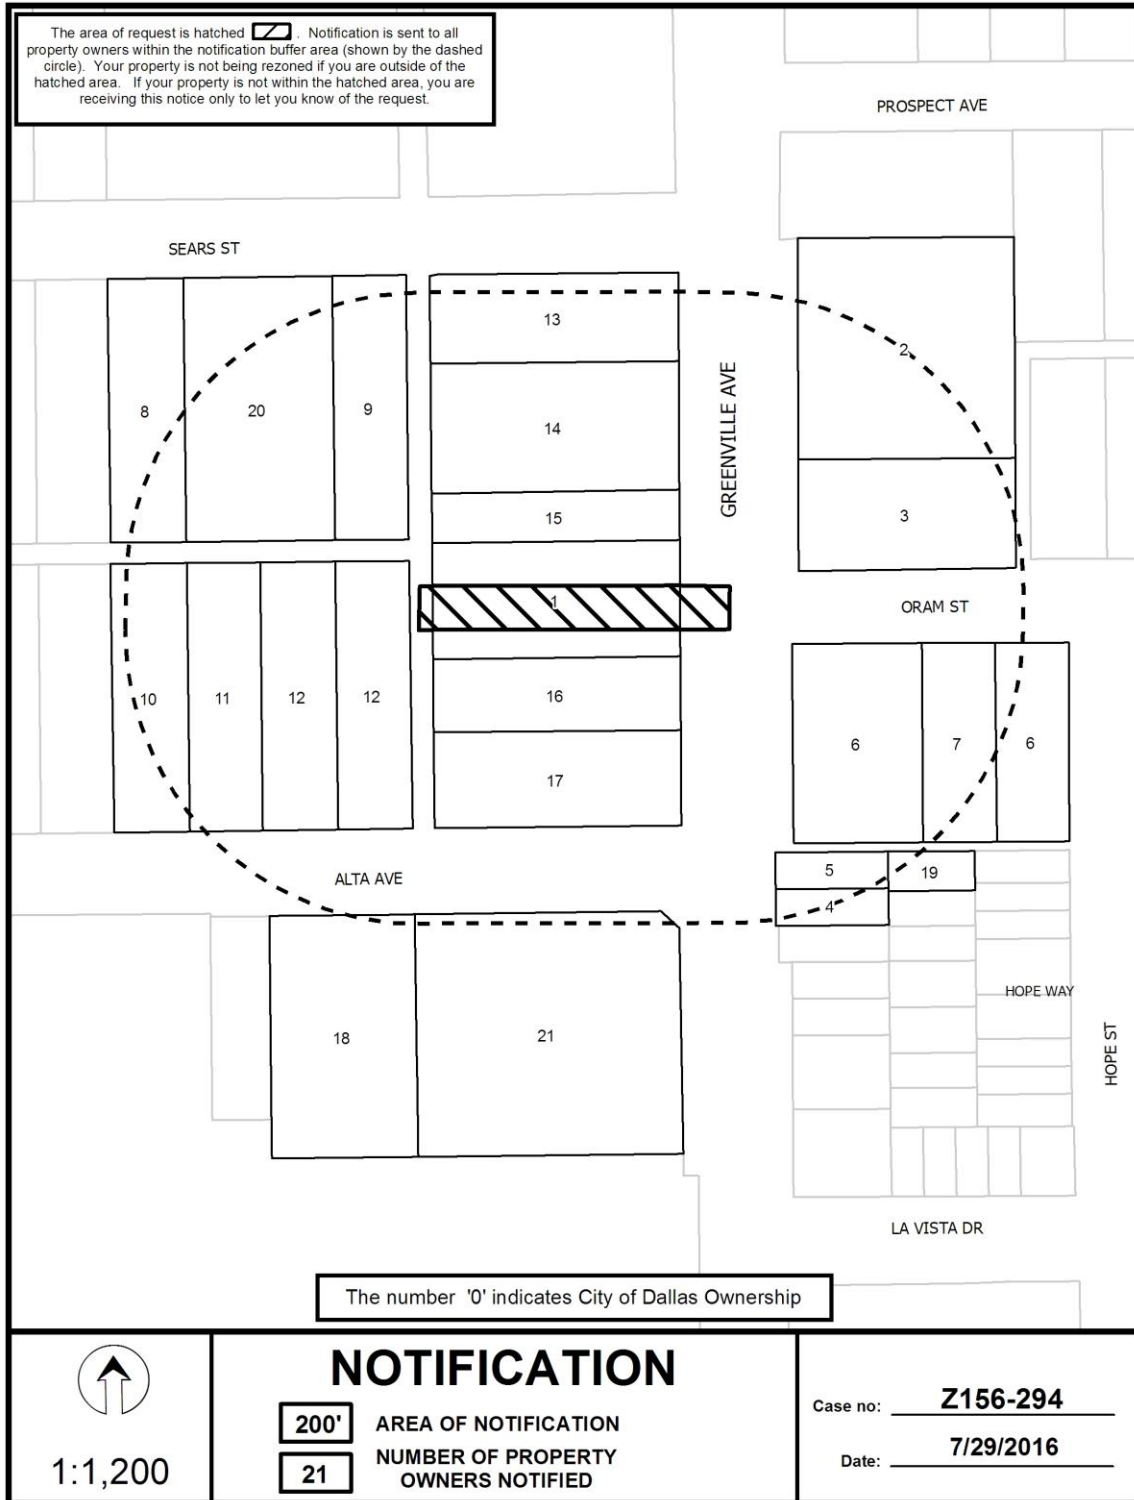 The area of request is hatched . Notification is sent to all
property owners within the notification buffer area (shown by the dashed
circle). Your property is not being rezoned if you are outside of the
hatched area. If your property is not within the hatched area, you are
receiving this notice only to let you know of the request.
PROSPECT AVE
SEARS ST
13
2
GREENVILLE AVE
8
20
9
14
15
3
1
ORAM ST
10
11
12
12
16
6
7
6
17
5
19
ALTA AVE
4
HOPE WAY
18
21
HOPE ST
LA VISTA DR
The number '0' indicates City of Dallas Ownership
1:1,200
NOTIFICATION
200' AREA OF NOTIFICATION
21 NUMBER OF PROPERTY
OWNERS NOTIFIED
Case no: Z156-294
Date: 7/29/2016